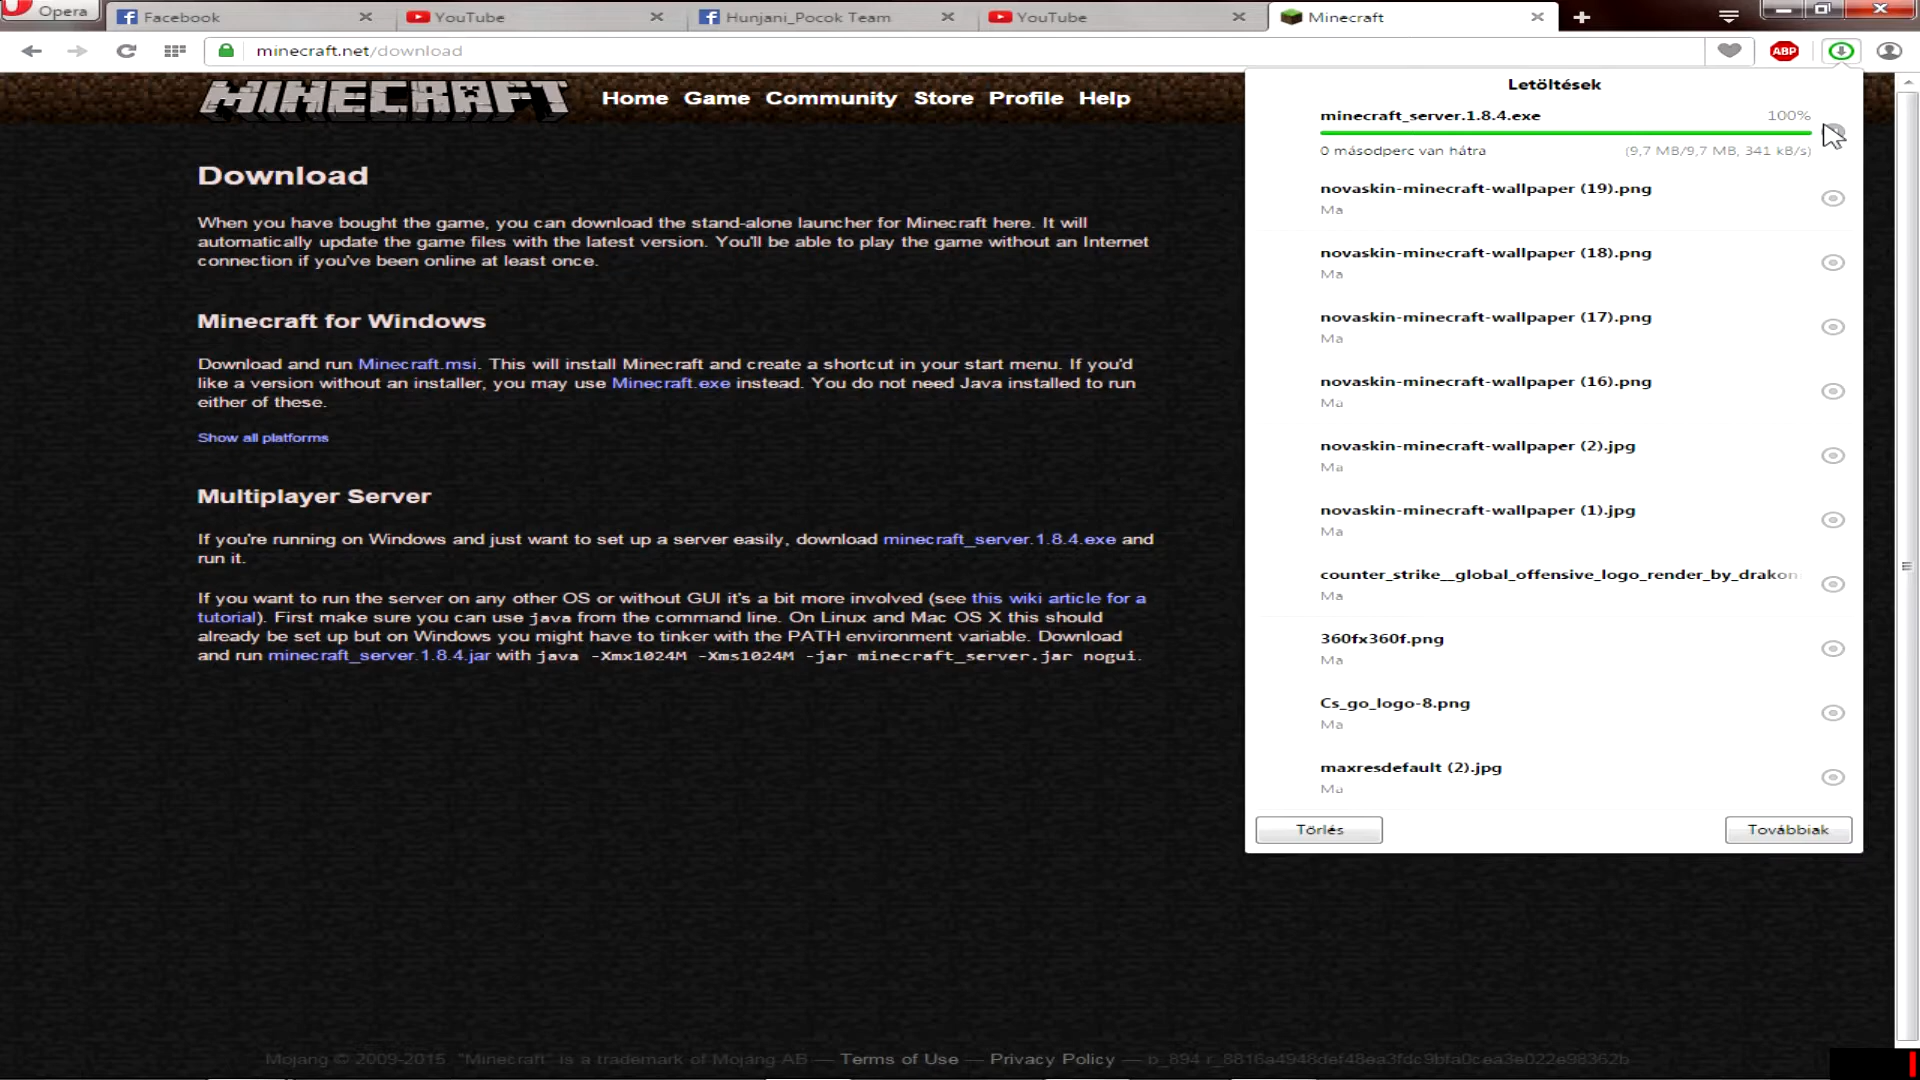 Opera
Facebook
YouTube
Hunjani_Pocok Team
YouTube
Minecraft
minecraft.net/download
ABP
MINECRAFT
Home Game Community Store Profile Help
Download
When you have bought the game, you can download the stand-alone launcher for Minecraft here. It will
automatically update the game files with the latest version. You'll be able to play the game without an Internet
connection if you've been online at least once.
Minecraft for Windows
Download and run Minecraft.msi. This will install Minecraft and create a shortcut in your start menu. If you'd
like a version without an installer, you may use Minecraft.exe instead. You do not need Java installed to run
either of these.
Show all platforms
Multiplayer Server
If you're running on Windows and just want to set up a server easily, download minecraft_server.1.8.4.exe and
run it.
If you want to run the server on any other OS or without GUI it's a bit more involved (see this wiki article for a
tutorial). First make sure you can use java from the command line. On Linux and Mac OS X this should
already be set up but on Windows you might have to tinker with the PATH environment variable. Download
and run minecraft_server.1.8.4.jar with java -Xmx1024M -Xms1024M -jar minecraft_server.jar nogui.
Letöltések
minecraft_server.1.8.4.exe 100%
0 másodperc van hátra (9,7 MB/9,7 MB, 341 kB/s)
novaskin-minecraft-wallpaper (19).png
Ma
novaskin-minecraft-wallpaper (18).png
Ma
novaskin-minecraft-wallpaper (17).png
Ma
novaskin-minecraft-wallpaper (16).png
Ma
novaskin-minecraft-wallpaper (2).jpg
Ma
novaskin-minecraft-wallpaper (1).jpg
Ma
counter_strike__global_offensive_logo_render_by_drakon
Ma
360fx360f.png
Ma
Cs_go_logo-8.png
Ma
maxresdefault (2).jpg
Ma
Törlés Továbbiak
Mojang © 2009-2015. "Minecraft" is a trademark of Mojang AB — Terms of Use — Privacy Policy — b_894 r_8816a4948def48ea3fdc9bfa0cea3e022e98362b